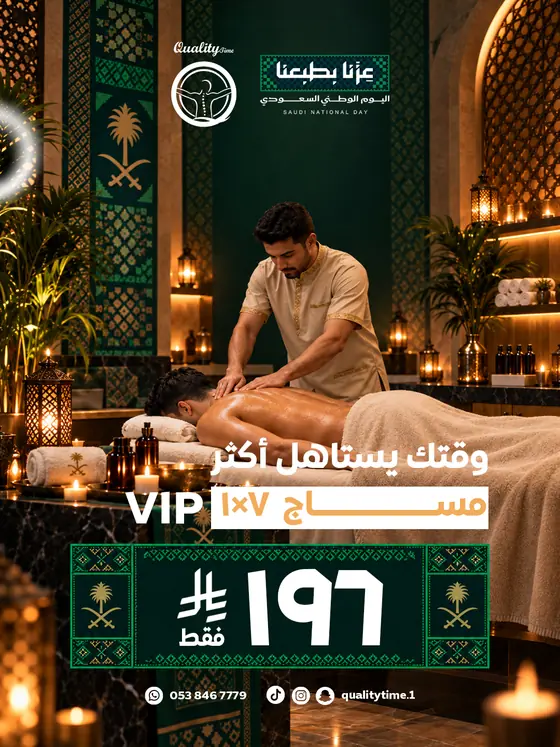 Quality Time
عزنا بطبعنا
اليوم الوطني السعودي
SAUDI NATIONAL DAY
وقتك يستاهل أكثر
مســـــــــاج ١×٧ VIP
١٩٦
فقط
053 846 7779
qualitytime.1